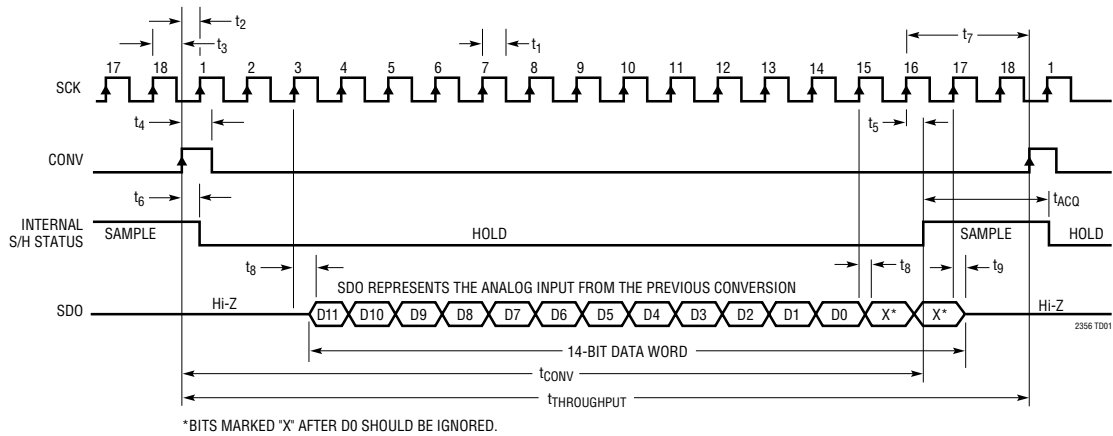 t2
t3
t1
t7
17 18 1 2 3 4 5 6 7 8 9 10 11 12 13 14 15 16 17 18 1
SCK
t4
t5
CONV
t6
tACQ
INTERNAL
S/H STATUS
SAMPLE HOLD SAMPLE HOLD
t8
t8
t9
SDO REPRESENTS THE ANALOG INPUT FROM THE PREVIOUS CONVERSION
Hi-Z
Hi-Z
SDO
D11 D10 D9 D8 D7 D6 D5 D4 D3 D2 D1 D0 X* X*
2356 TD01
14-BIT DATA WORD
tCONV
tTHROUGHPUT
*BITS MARKED "X" AFTER D0 SHOULD BE IGNORED.